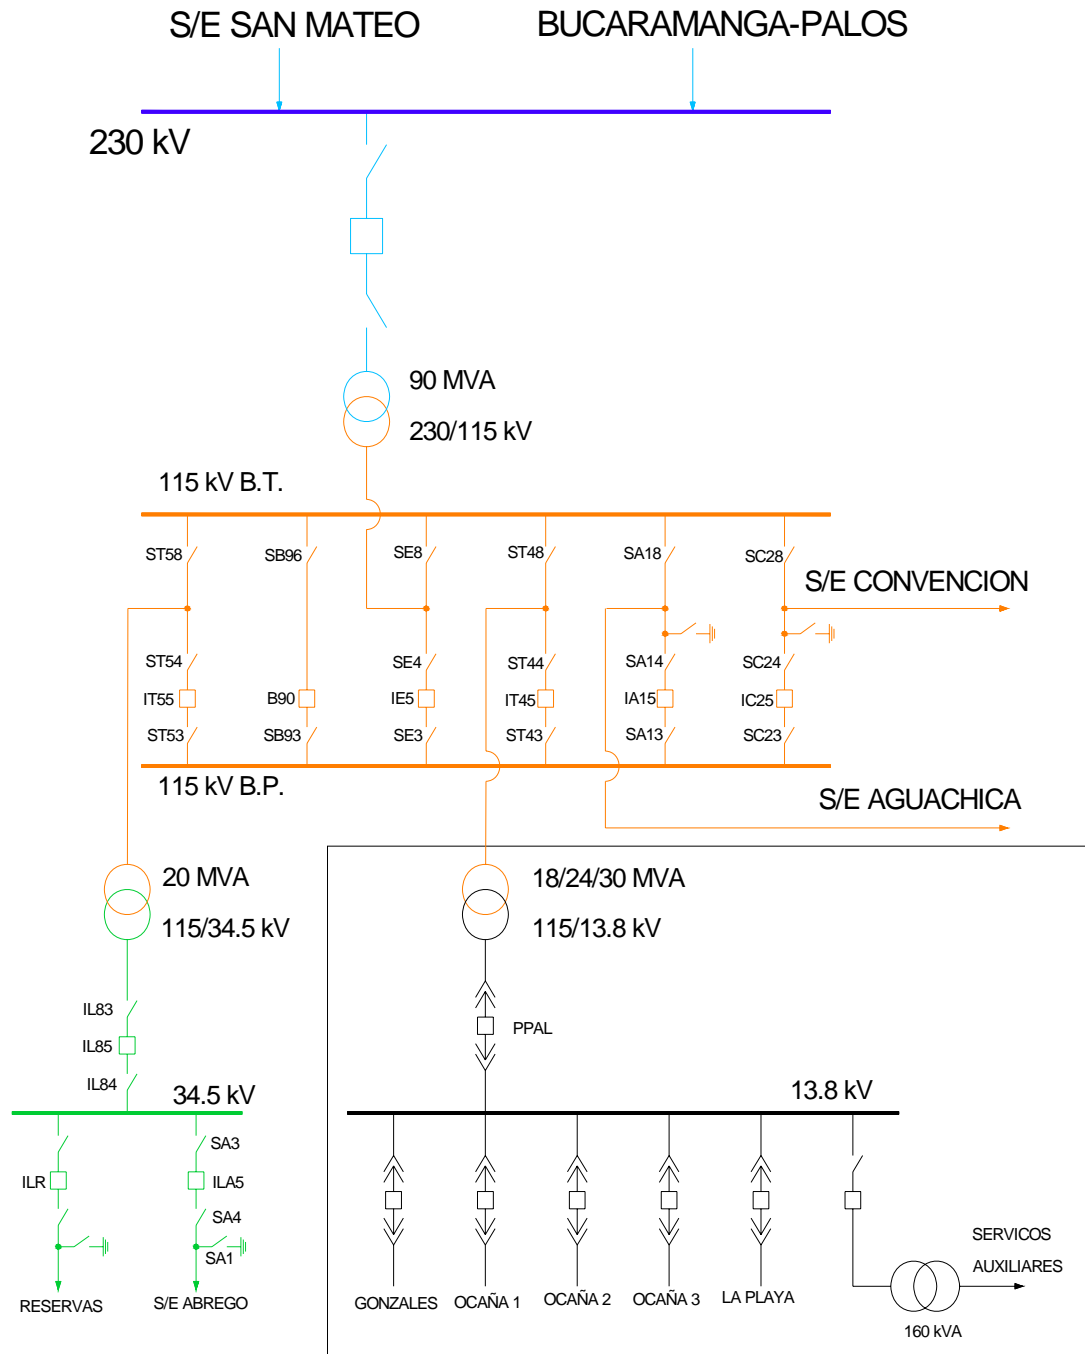 S/E SAN MATEO
BUCARAMANGA-PALOS
230 kV
90 MVA
230/115 kV
115 kV B.T.
ST58
SB96
SE8
ST48
SA18
SC28
S/E CONVENCION
ST54
SE4
ST44
SA14
SC24
IT55
B90
IE5
IT45
IA15
IC25
ST53
SB93
SE3
ST43
SA13
SC23
115 kV B.P.
S/E AGUACHICA
20 MVA
115/34.5 kV
18/24/30 MVA
115/13.8 kV
IL83
IL85
IL84
PPAL
34.5 kV
13.8 kV
SA3
ILR
ILA5
SA4
SA1
RESERVAS
S/E ABREGO
GONZALES
OCAÑA 1
OCAÑA 2
OCAÑA 3
LA PLAYA
SERVICOS
AUXILIARES
160 kVA